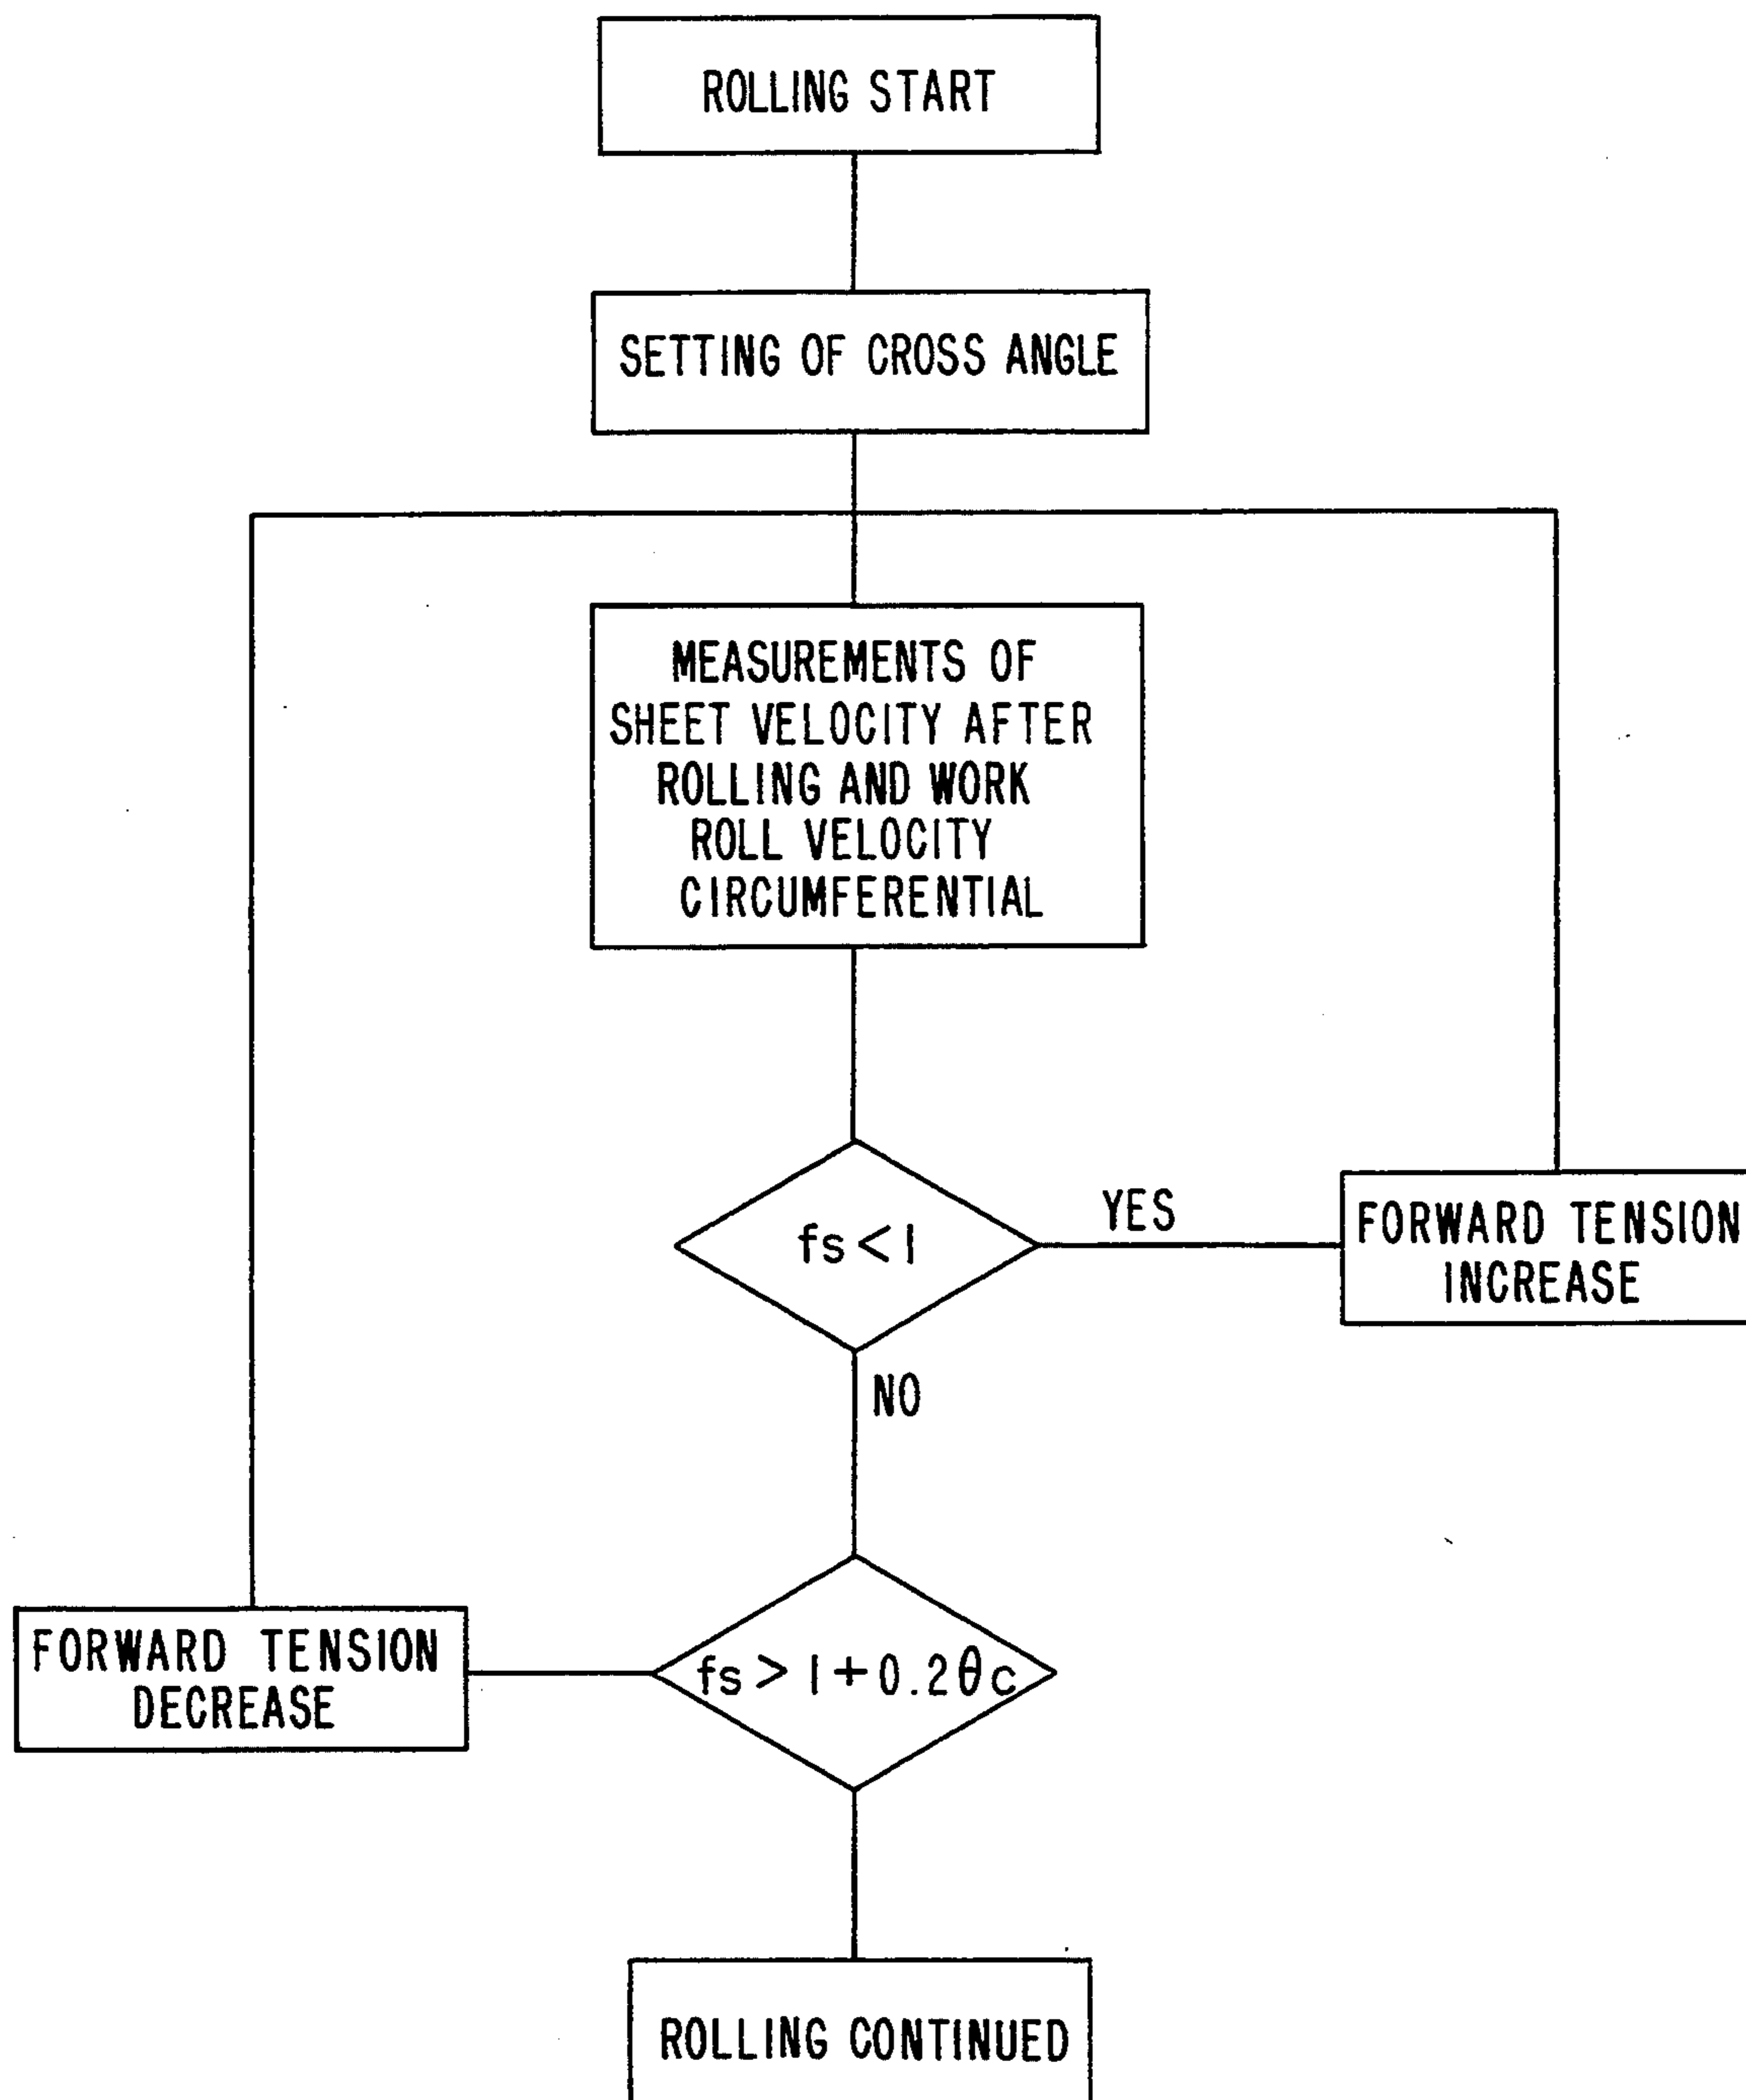 ROLLING START
SETTING OF CROSS ANGLE
MEASUREMENTS OF
SHEET VELOCITY AFTER
ROLLING AND WORK
ROLL VELOCITY
CIRCUMFERENTIAL
fs < 1
YES
FORWARD TENSION
INCREASE
NO
fs > 1 + 0.2θc
FORWARD TENSION
DECREASE
ROLLING CONTINUED